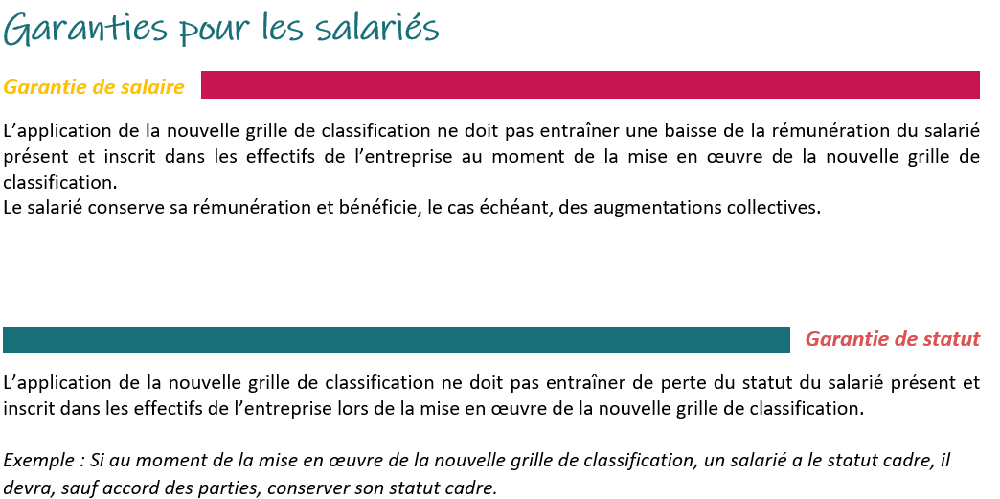 Garanties pour les salariés
Garantie de salaire
L’application de la nouvelle grille de classification ne doit pas entraîner une baisse de la rémunération du salarié
présent et inscrit dans les effectifs de l’entreprise au moment de la mise en œuvre de la nouvelle grille de
classification.
Le salarié conserve sa rémunération et bénéficie, le cas échéant, des augmentations collectives.
Garantie de statut
L’application de la nouvelle grille de classification ne doit pas entraîner de perte du statut du salarié présent et
inscrit dans les effectifs de l’entreprise lors de la mise en œuvre de la nouvelle grille de classification.
Exemple : Si au moment de la mise en œuvre de la nouvelle grille de classification, un salarié a le statut cadre, il
devra, sauf accord des parties, conserver son statut cadre.